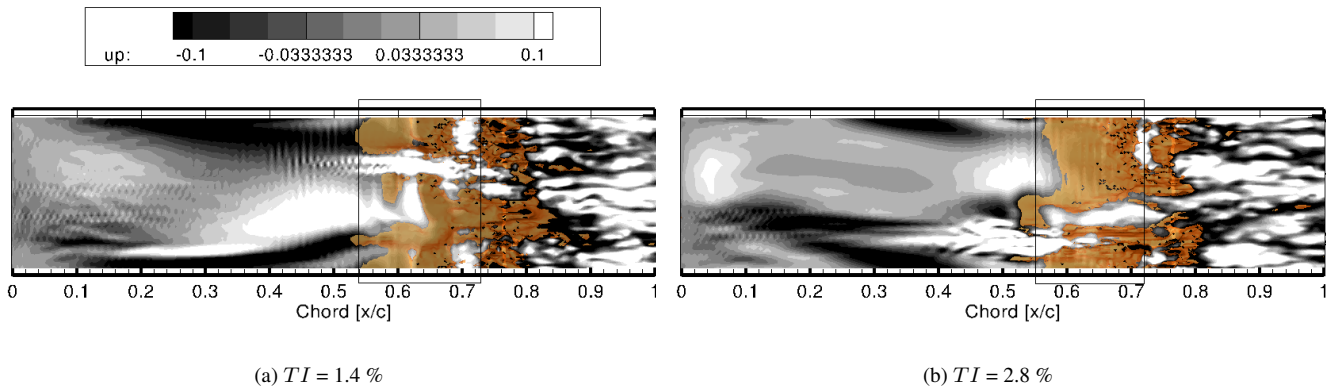 up: -0.1 -0.0333333 0.0333333 0.1
0 0.1 0.2 0.3 0.4 0.5 0.6 0.7 0.8 0.9 1
Chord [x/c]
0 0.1 0.2 0.3 0.4 0.5 0.6 0.7 0.8 0.9 1
Chord [x/c]
(a) TI = 1.4 %
(b) TI = 2.8 %